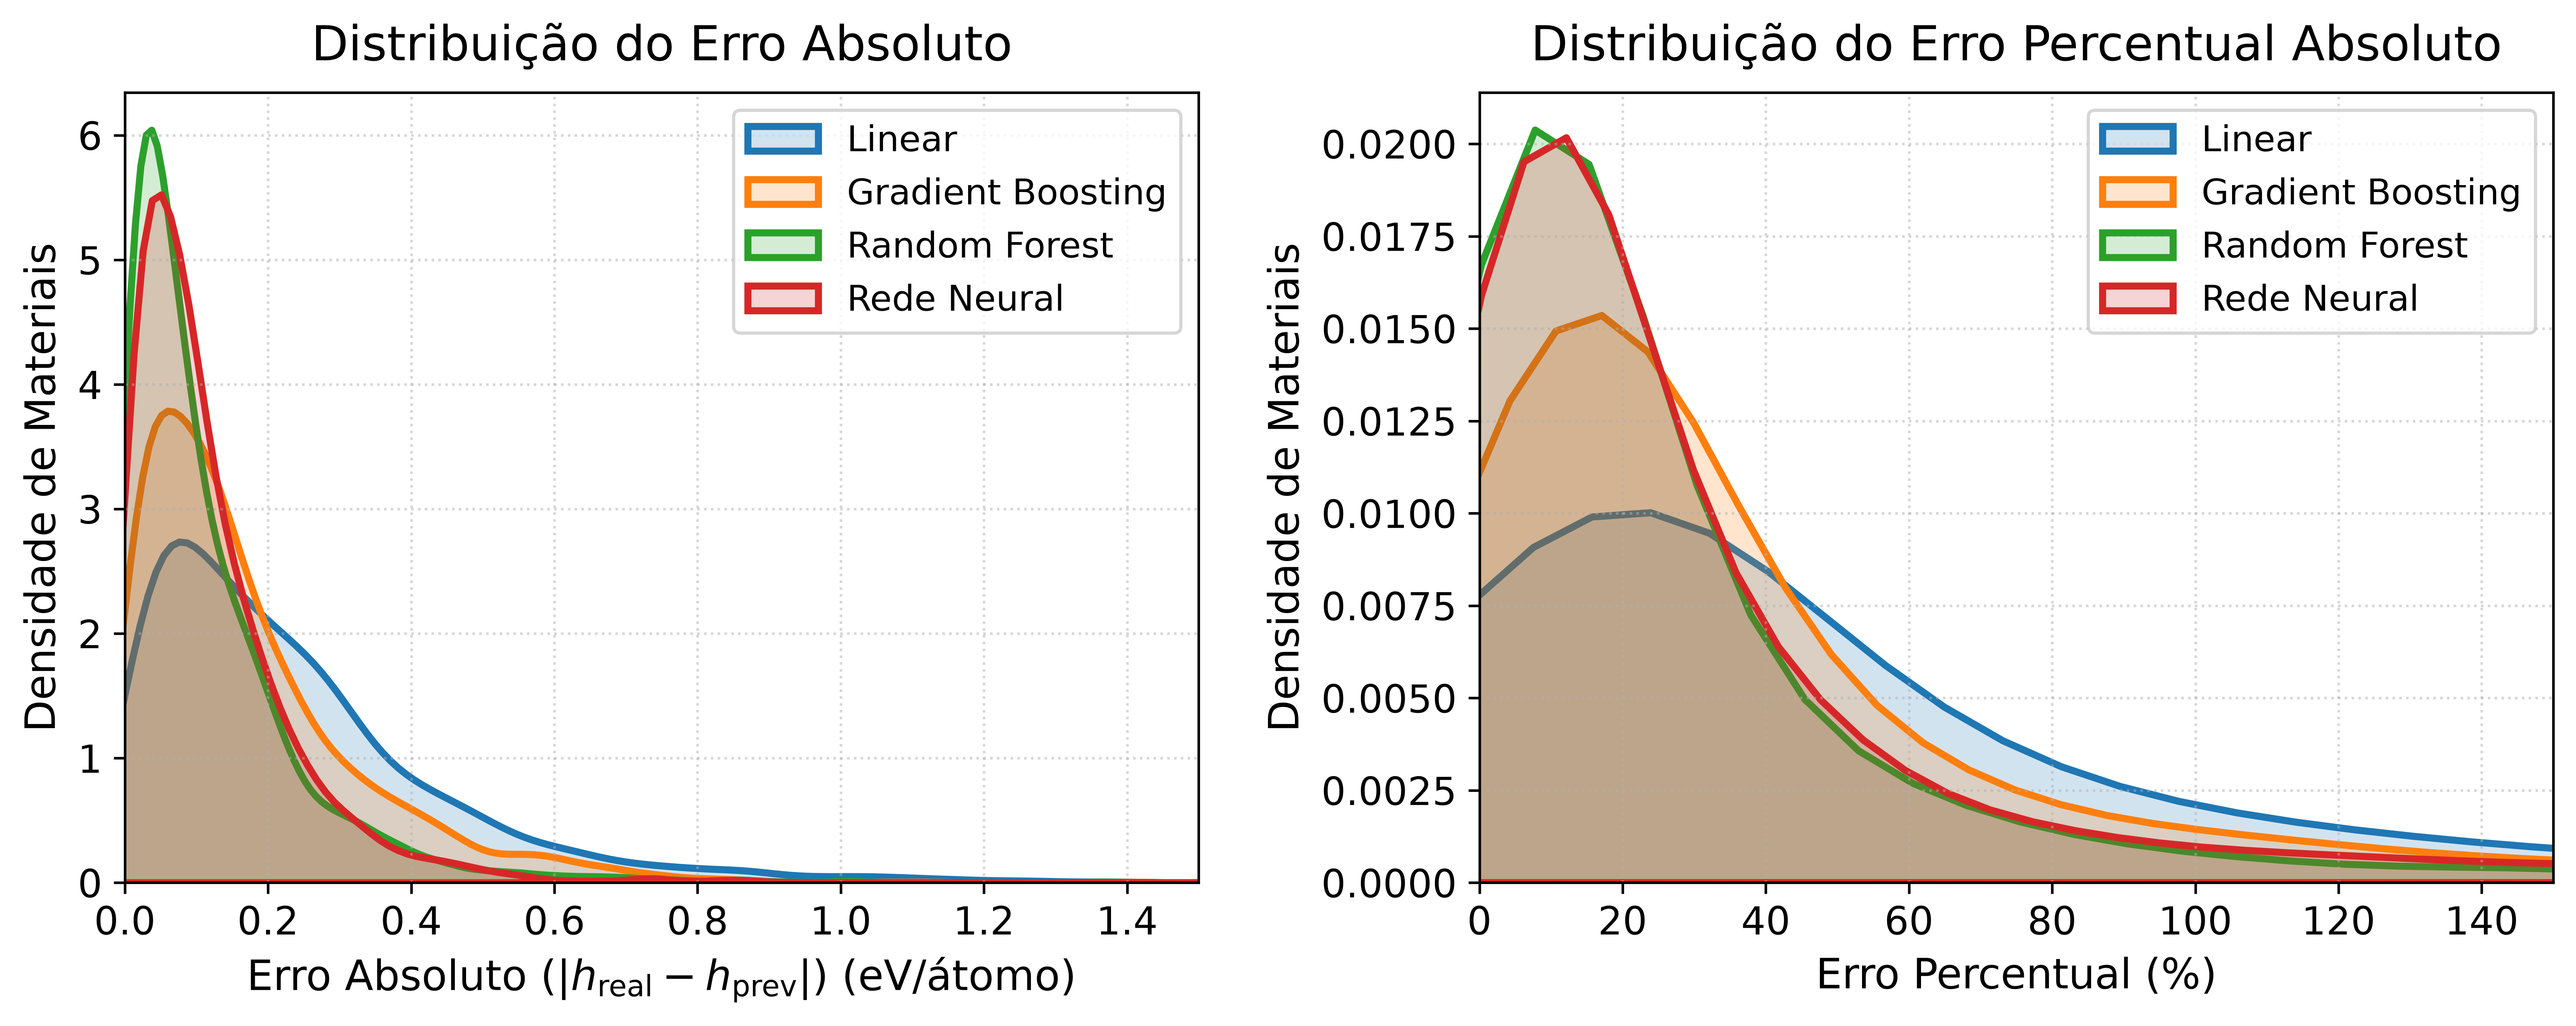 Distribuição do Erro Absoluto
Densidade de Materiais
6
5
4
3
2
1
0
0.0 0.2 0.4 0.6 0.8 1.0 1.2 1.4
Erro Absoluto (|h_real − h_prev|) (eV/átomo)
Linear
Gradient Boosting
Random Forest
Rede Neural
Distribuição do Erro Percentual Absoluto
Densidade de Materiais
0.0200
0.0175
0.0150
0.0125
0.0100
0.0075
0.0050
0.0025
0.0000
0 20 40 60 80 100 120 140
Erro Percentual (%)
Linear
Gradient Boosting
Random Forest
Rede Neural